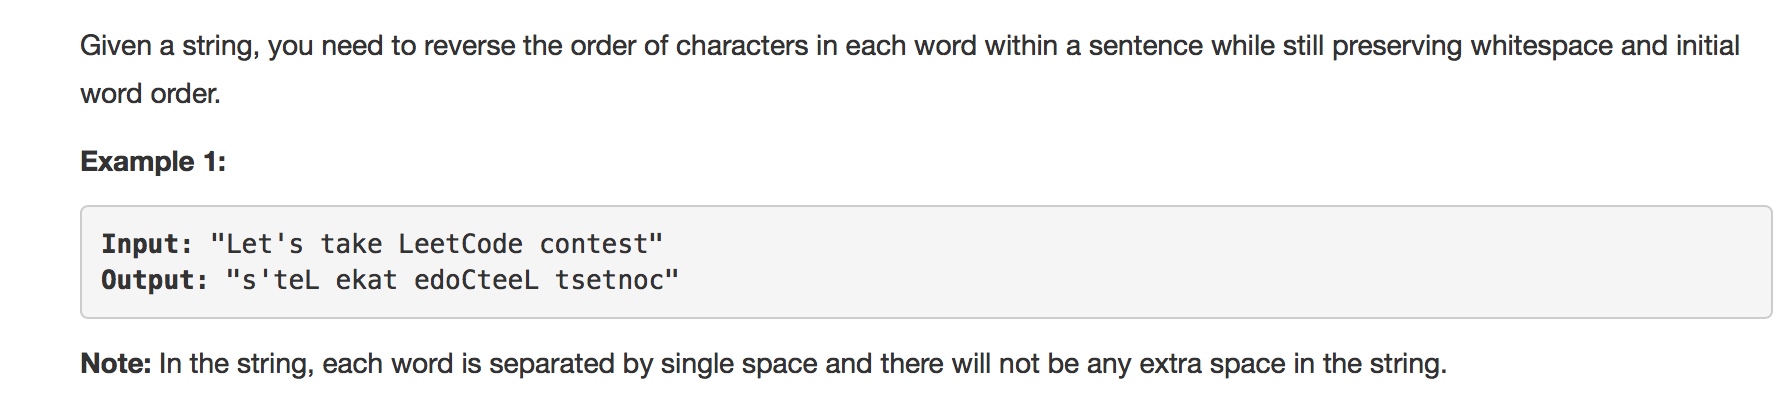 Given a string, you need to reverse the order of characters in each word within a sentence while still preserving whitespace and initial
word order.
Example 1:
Input: "Let's take LeetCode contest"
Output: "s'teL ekat edoCteeL tsetnoc"
Note: In the string, each word is separated by single space and there will not be any extra space in the string.